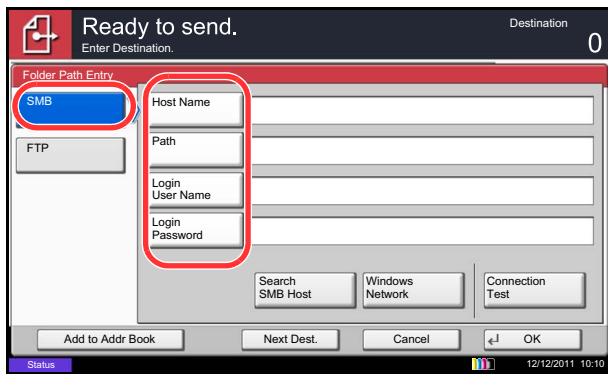 Ready to send.
Destination
Enter Destination.
0
Folder Path Entry
SMB
Host Name
FTP
Path
Login
User Name
Login
Password
Search
SMB Host
Windows
Network
Connection
Test
Add to Addr Book
Next Dest.
Cancel
OK
Status
12/12/2011 10:10